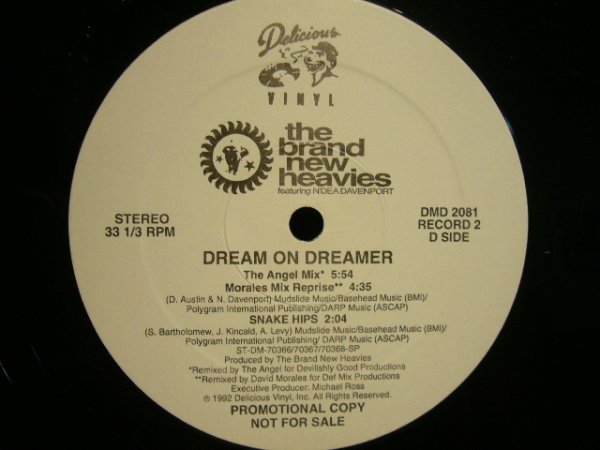 Delicious
VINYL
the
brand
new
heavies
featuring N'DEA DAVENPORT
STEREO
33 1/3 RPM
DMD 2081
RECORD 2
D SIDE
DREAM ON DREAMER
The Angel Mix* 5:54
Morales Mix Reprise** 4:35
(D. Austin & N. Davenport) Mudslide Music/Basehead Music (BMI)/
Polygram International Publishing/ DARP Music (ASCAP)
SNAKE HIPS 2:04
(S. Bartholomew, J. Kincaid, A. Levy) Mudslide Music/Basehead Music (BMI)/
Polygram International Publishing/ DARP Music (ASCAP)
ST-DM-70366/70367/70368-SP
Produced by The Brand New Heavies
*Remixed by The Angel for Devilishly Good Productions
**Remixed by David Morales for Def Mix Productions
Executive Producer: Michael Ross
℗ 1992 Delicious Vinyl, Inc. All Rights Reserved.
PROMOTIONAL COPY
NOT FOR SALE